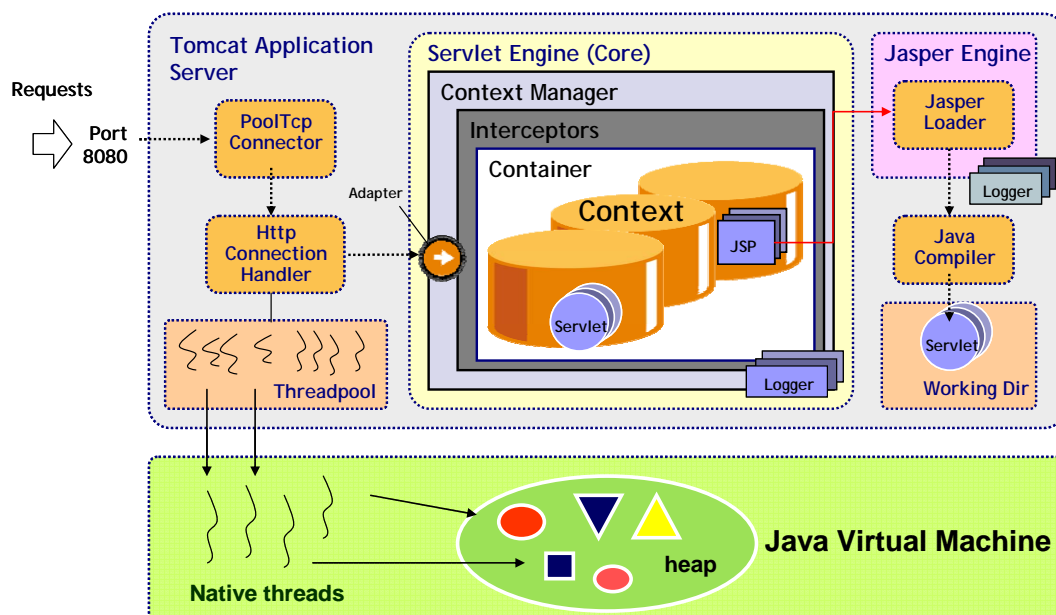 Tomcat Application
Server
Servlet Engine (Core)
Jasper Engine
Requests
Port
8080
PoolTcp
Connector
Http
Connection
Handler
Threadpool
Adapter
Context Manager
Interceptors
Container
Context
JSP
Servlet
Logger
Jasper
Loader
Logger
Java
Compiler
Servlet
Working Dir
Native threads
heap
Java Virtual Machine